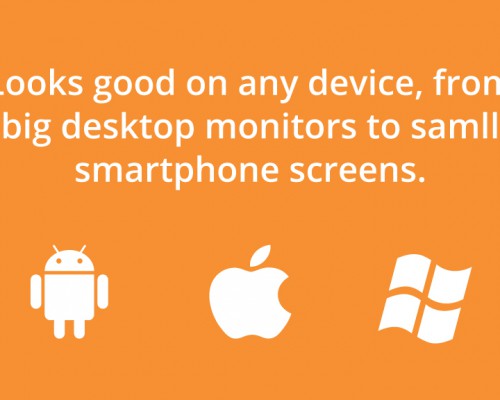 Looks good on any device, from
big desktop monitors to samll
smartphone screens.